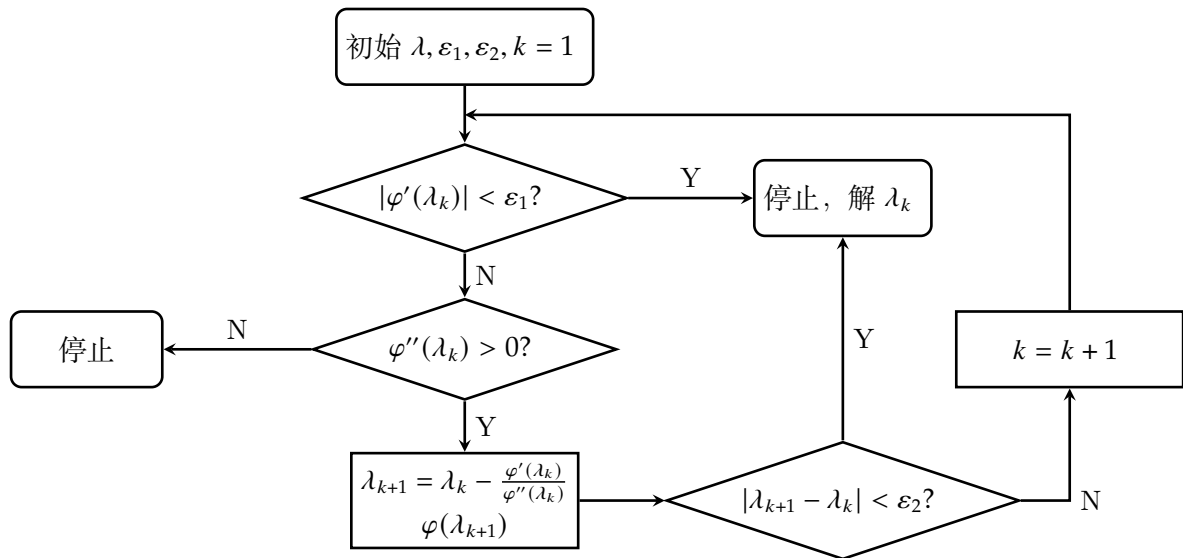 初始 λ, ε₁, ε₂, k = 1
|φ′(λₖ)| < ε₁?
Y
停止，解 λₖ
N
停止
N
φ″(λₖ) > 0?
Y
k = k + 1
Y
λₖ₊₁ = λₖ − φ′(λₖ)/φ″(λₖ)
φ(λₖ₊₁)
|λₖ₊₁ − λₖ| < ε₂?
N